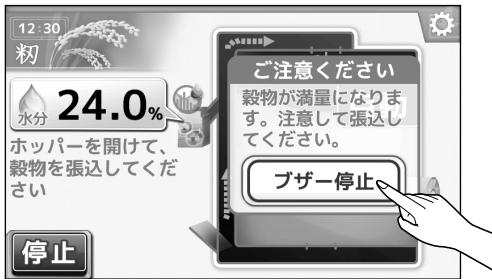 12:30
籾
水分 24.0%
ホッパーを開けて、
穀物を張込してくだ
さい
停止
ご注意ください
穀物が満量になりま
す。注意して張込し
てください。
ブザー停止